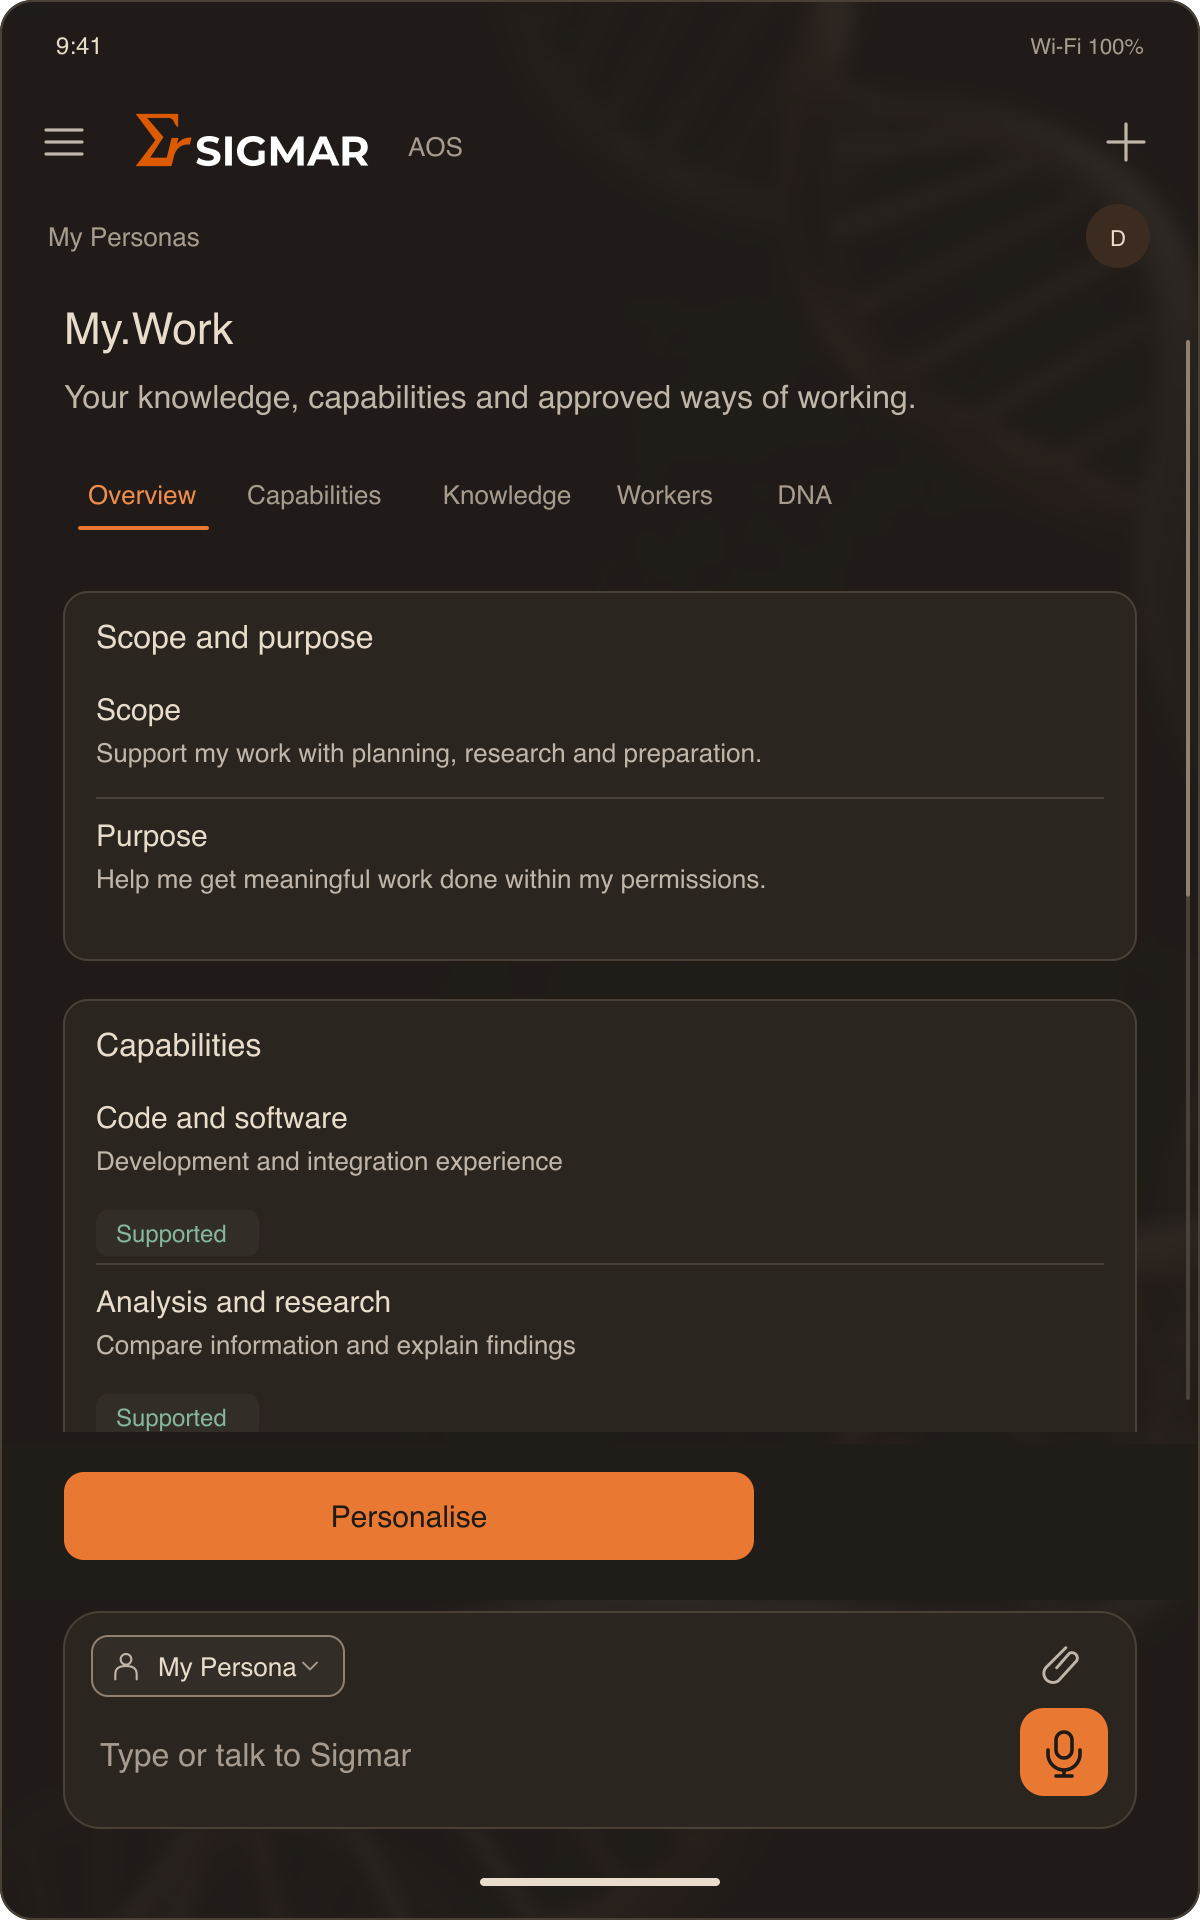 9:41
Wi-Fi 100%
Σr SIGMAR AOS
My Personas
D
My.Work
Your knowledge, capabilities and approved ways of working.
Overview Capabilities Knowledge Workers DNA
Scope and purpose
Scope
Support my work with planning, research and preparation.
Purpose
Help me get meaningful work done within my permissions.
Capabilities
Code and software
Development and integration experience
Supported
Analysis and research
Compare information and explain findings
Supported
Personalise
My Persona
Type or talk to Sigmar